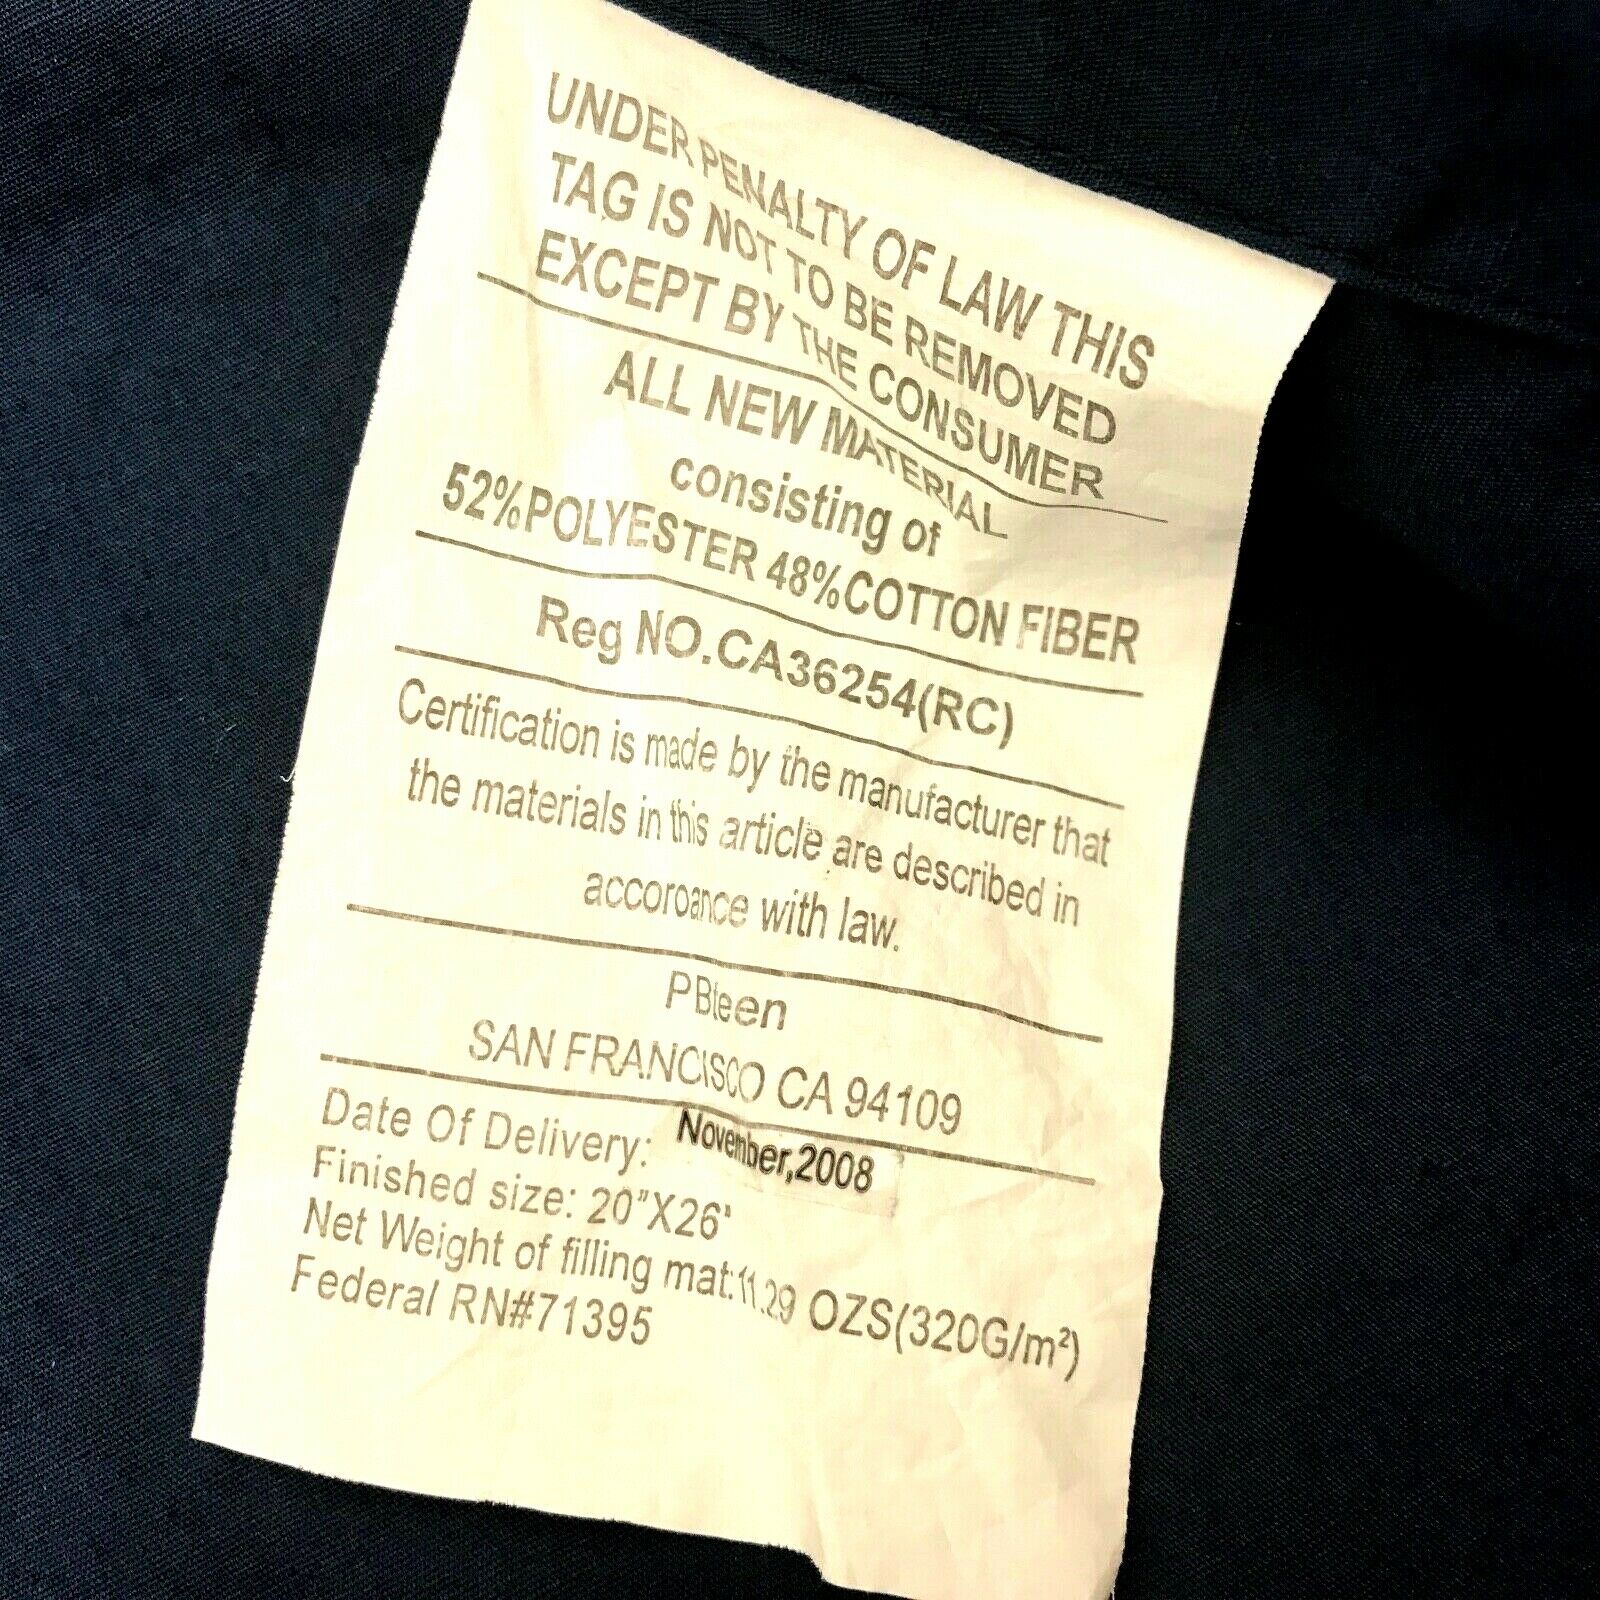 UNDER PENALTY OF LAW THIS
TAG IS NOT TO BE REMOVED
EXCEPT BY THE CONSUMER
ALL NEW MATERIAL
consisting of
52%POLYESTER 48%COTTON FIBER
Reg NO.CA36254(RC)
Certification is made by the manufacturer that
the materials in this article are described in
accoroance with law.
PBteen
SAN FRANCISCO CA 94109
Date Of Delivery: November,2008
Finished size: 20"X26"
Net Weight of filling mat:11.29 OZS(320G/m²)
Federal RN#71395